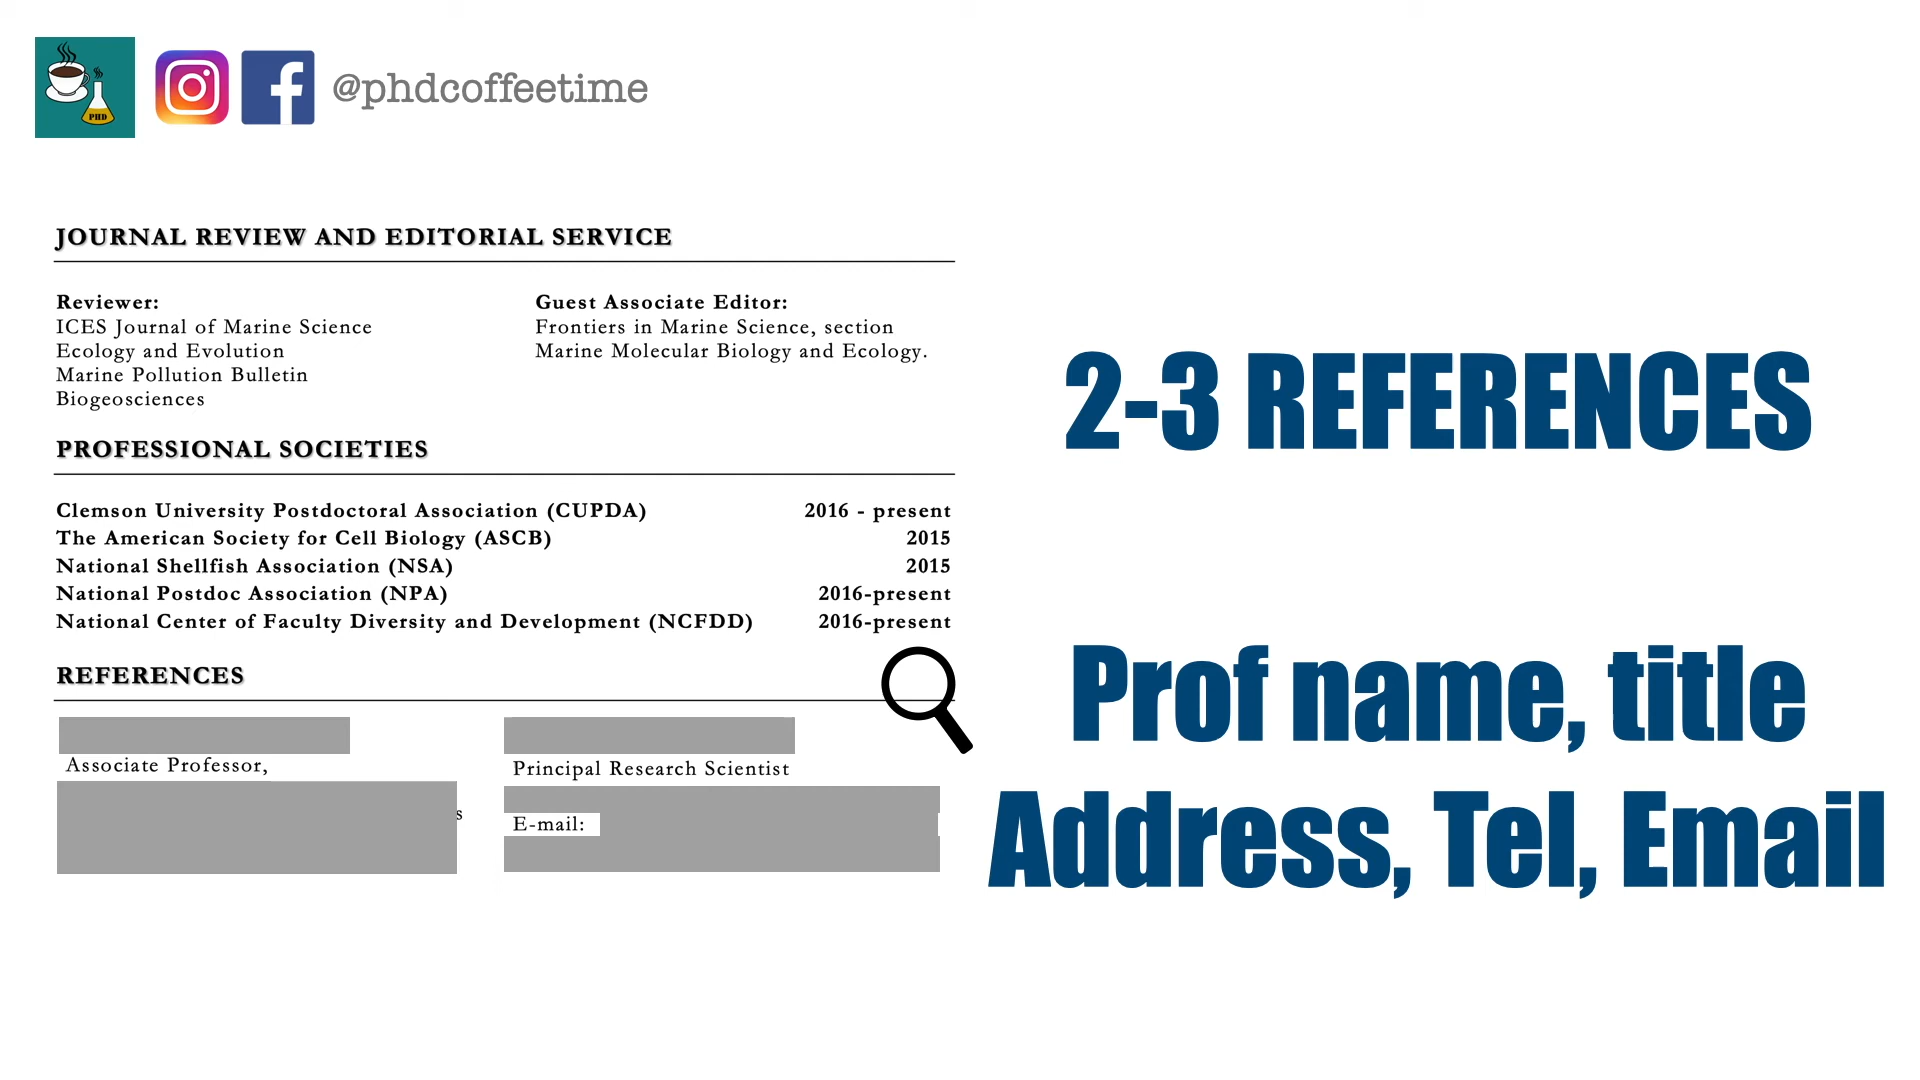 PHD
@phdcoffeetime
JOURNAL REVIEW AND EDITORIAL SERVICE
Reviewer:
ICES Journal of Marine Science
Ecology and Evolution
Marine Pollution Bulletin
Biogeosciences
Guest Associate Editor:
Frontiers in Marine Science, section
Marine Molecular Biology and Ecology.
PROFESSIONAL SOCIETIES
Clemson University Postdoctoral Association (CUPDA) 2016 - present
The American Society for Cell Biology (ASCB) 2015
National Shellfish Association (NSA) 2015
National Postdoc Association (NPA) 2016-present
National Center of Faculty Diversity and Development (NCFDD) 2016-present
REFERENCES
Associate Professor,
s
Principal Research Scientist
E-mail:
2-3 REFERENCES
Prof name, title
Address, Tel, Email